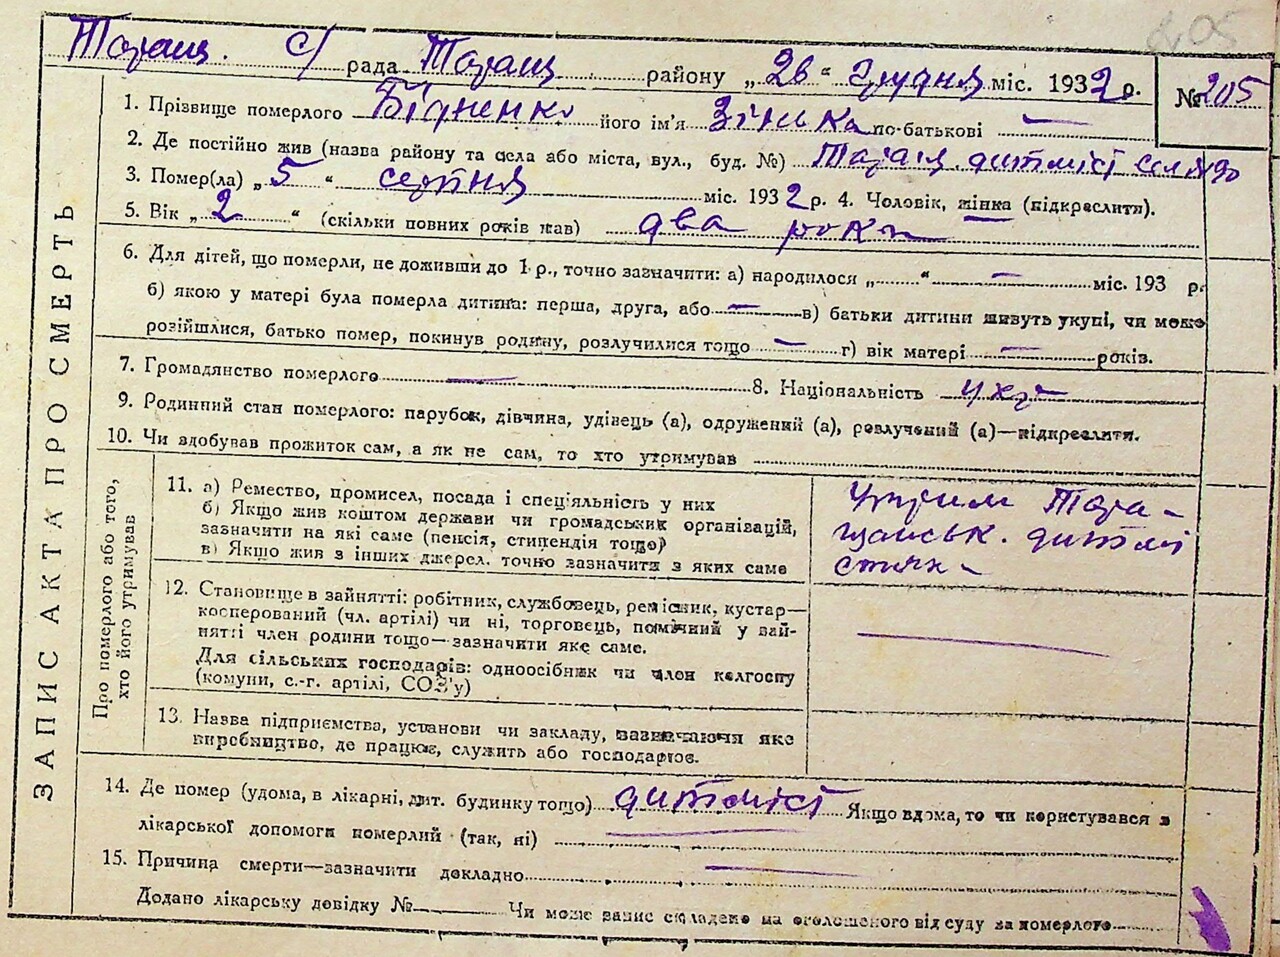 205
Таращ. с/ рада Таращ району „26“ грудня міс. 1932 р. № 205
ЗАПИС АКТА ПРО СМЕРТЬ
1. Прізвище померлого Бідненко його ім'я Зінька по-батькові —
2. Де постійно жив (назва району та села або міста, вул., буд. №) Таращ. дитміст
3. Помер(ла) „5“ серпня міс. 1932 р. 4. Чоловік, жінка (підкреслити).
5. Вік „2“ (скільки повних років мав) два роки
6. Для дітей, що померли, не доживши до 1 р., точно зазначити: а) народилося „ “ — міс. 193 р.
б) якою у матері була померла дитина: перша, друга, або — в) батьки дитини живуть укупі, чи може
розійшлися, батько помер, покинув родину, розлучилися тощо — г) вік матері — років.
7. Громадянство померлого — 8. Національність укр
9. Родинний стан померлого: парубок, дівчина, удівець (а), одружений (а), розлучений (а)—підкреслити.
10. Чи здобував прожиток сам, а як не сам, то хто утримував
Про померлого або того, хто його утримував
11. а) Ремество, промисел, посада і спеціяльність у них
б) Якщо жив коштом держави чи громадських організацій,
зазначити на які саме (пенсія, стипендія тощо)
в) Якщо жив з інших джерел. точно зазначити з яких саме
утрим Тара-
щанськ. дитмі
стечк-
12. Становище в зайнятті: робітник, службовець, ремісник, кустар—
кооперований (чл. артілі) чи ні, торговець, помічний у зай-
нятті член родини тощо—зазначити яке саме.
Для сільських господарів: одноосібник чи член колгоспу
(комуни, с.-г. артілі, СОЗ'у)
13. Назва підприємства, установи чи закладу, зазначаючи яке
виробництво, де працює, служить або господарює.
14. Де помер (удома, в лікарні, дит. будинку тощо) дитміст Якщо вдома, то чи користувався з
лікарської допомоги померлий (так, ні)
15. Причина смерти—зазначити докладно —
Додано лікарську довідку № Чи може запис складено на оголошеного від суду за померлого